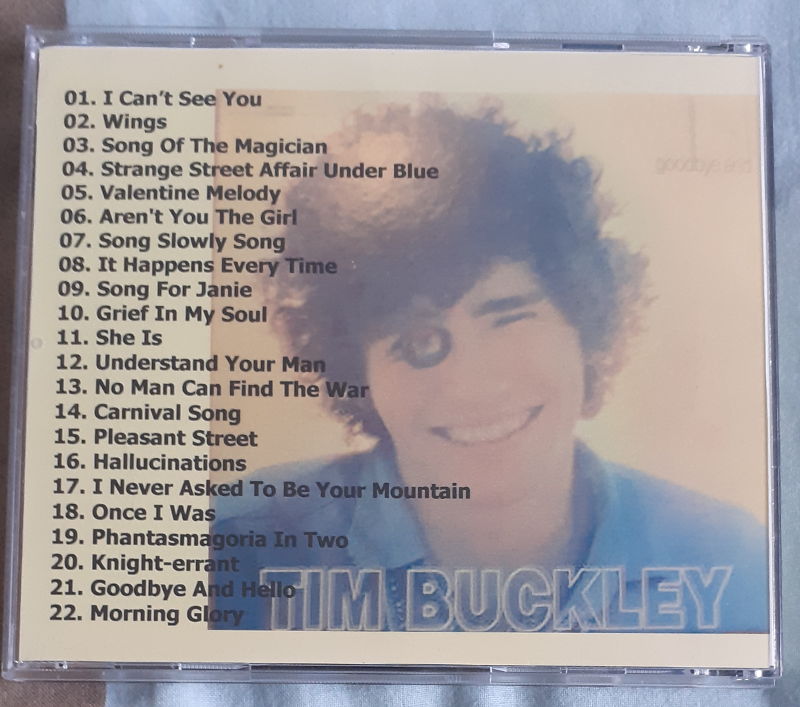 01. I Can't See You
02. Wings
03. Song Of The Magician
04. Strange Street Affair Under Blue
05. Valentine Melody
06. Aren't You The Girl
07. Song Slowly Song
08. It Happens Every Time
09. Song For Janie
10. Grief In My Soul
11. She Is
12. Understand Your Man
13. No Man Can Find The War
14. Carnival Song
15. Pleasant Street
16. Hallucinations
17. I Never Asked To Be Your Mountain
18. Once I Was
19. Phantasmagoria In Two
20. Knight-errant
21. Goodbye And Hello
22. Morning Glory
goodbye and
TIM BUCKLEY